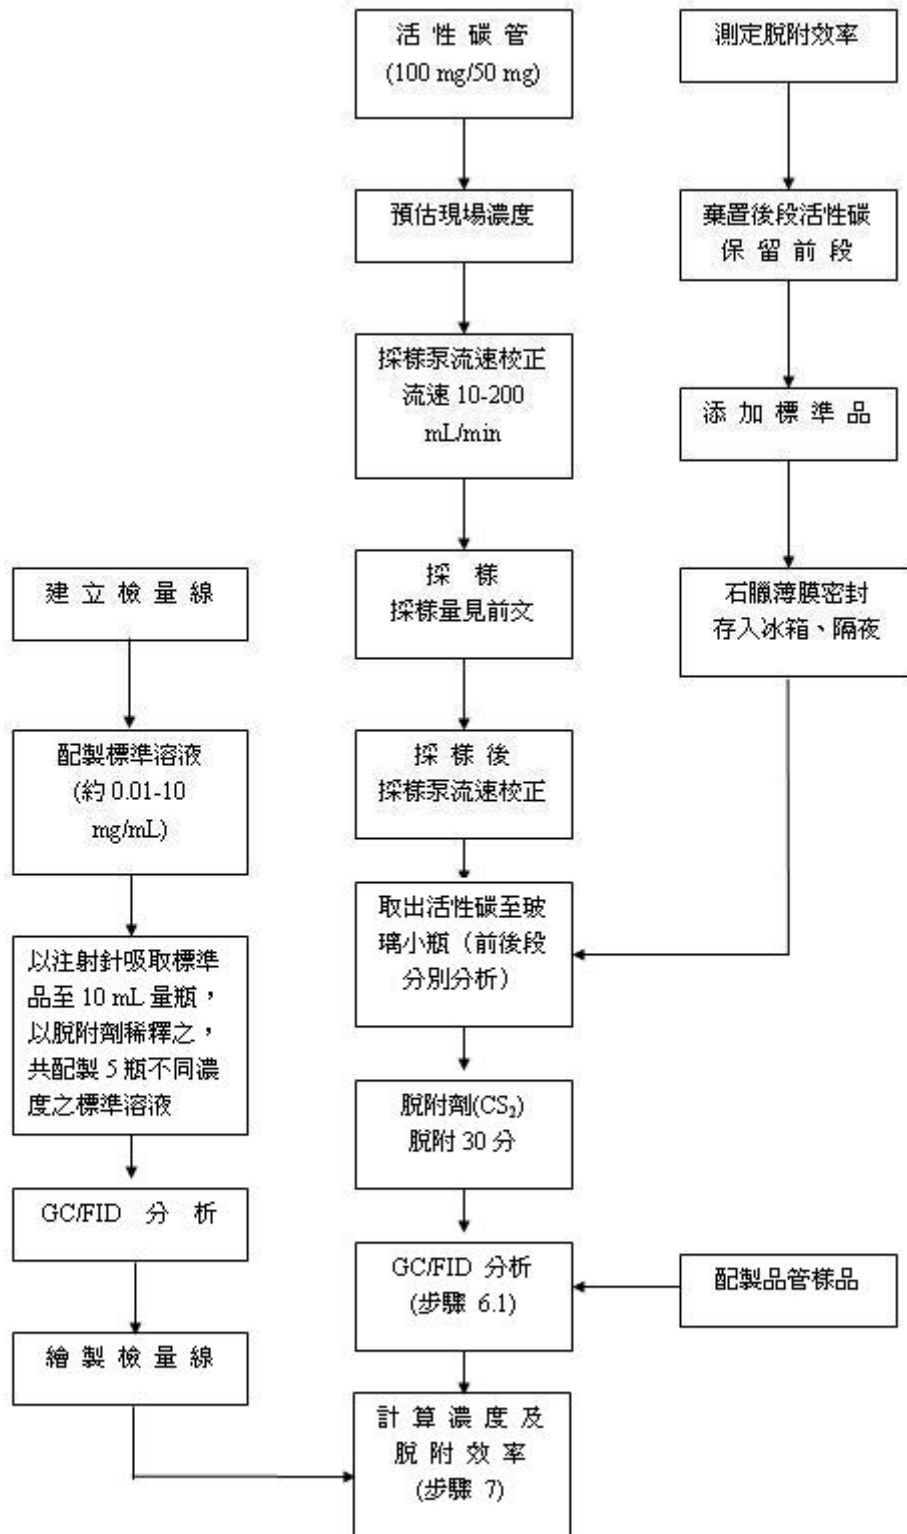 活 性 碳 管
(100 mg/50 mg)
預估現場濃度
採樣泵流速校正
流速 10-200
mL/min
採 樣
採樣量見前文
採 樣 後
採樣泵流速校正
取出活性碳至玻
璃小瓶（前後段
分別分析）
脫附劑(CS₂)
脫附 30 分
GC/FID 分析
(步驟 6.1)
計 算 濃 度 及
脫 附 效 率
(步驟 7)
測定脫附效率
棄置後段活性碳
保 留 前 段
添 加 標 準 品
石臘薄膜密封
存入冰箱、隔夜
配製品管樣品
建 立 檢 量 線
配製標準溶液
(約 0.01-10
mg/mL)
以注射針吸取標準
品至 10 mL 量瓶，
以脫附劑稀釋之，
共配製 5 瓶不同濃
度之標準溶液
GC/FID 分 析
繪 製 檢 量 線